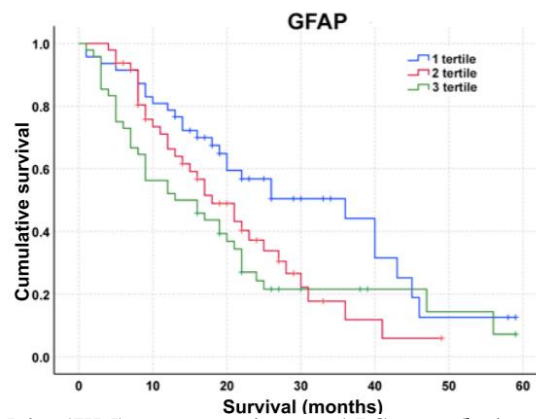 GFAP
1 tertile
2 tertile
3 tertile
Cumulative survival
1.0
0.8
0.6
0.4
0.2
0.0
0 10 20 30 40 50 60
Survival (months)